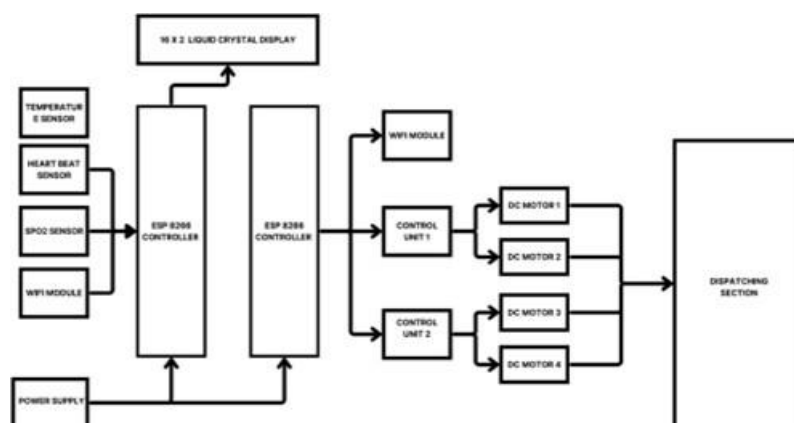 16 X 2 LIQUID CRYSTAL DISPLAY
TEMPERATUR
E SENSOR
HEART BEAT
SENSOR
SPO2 SENSOR
WIFI MODULE
POWER SUPPLY
ESP 8266
CONTROLLER
ESP 8266
CONTROLLER
WIFI MODULE
CONTROL
UNIT 1
CONTROL
UNIT 2
DC MOTOR 1
DC MOTOR 2
DC MOTOR 3
DC MOTOR 4
DISPATCHING
SECTION